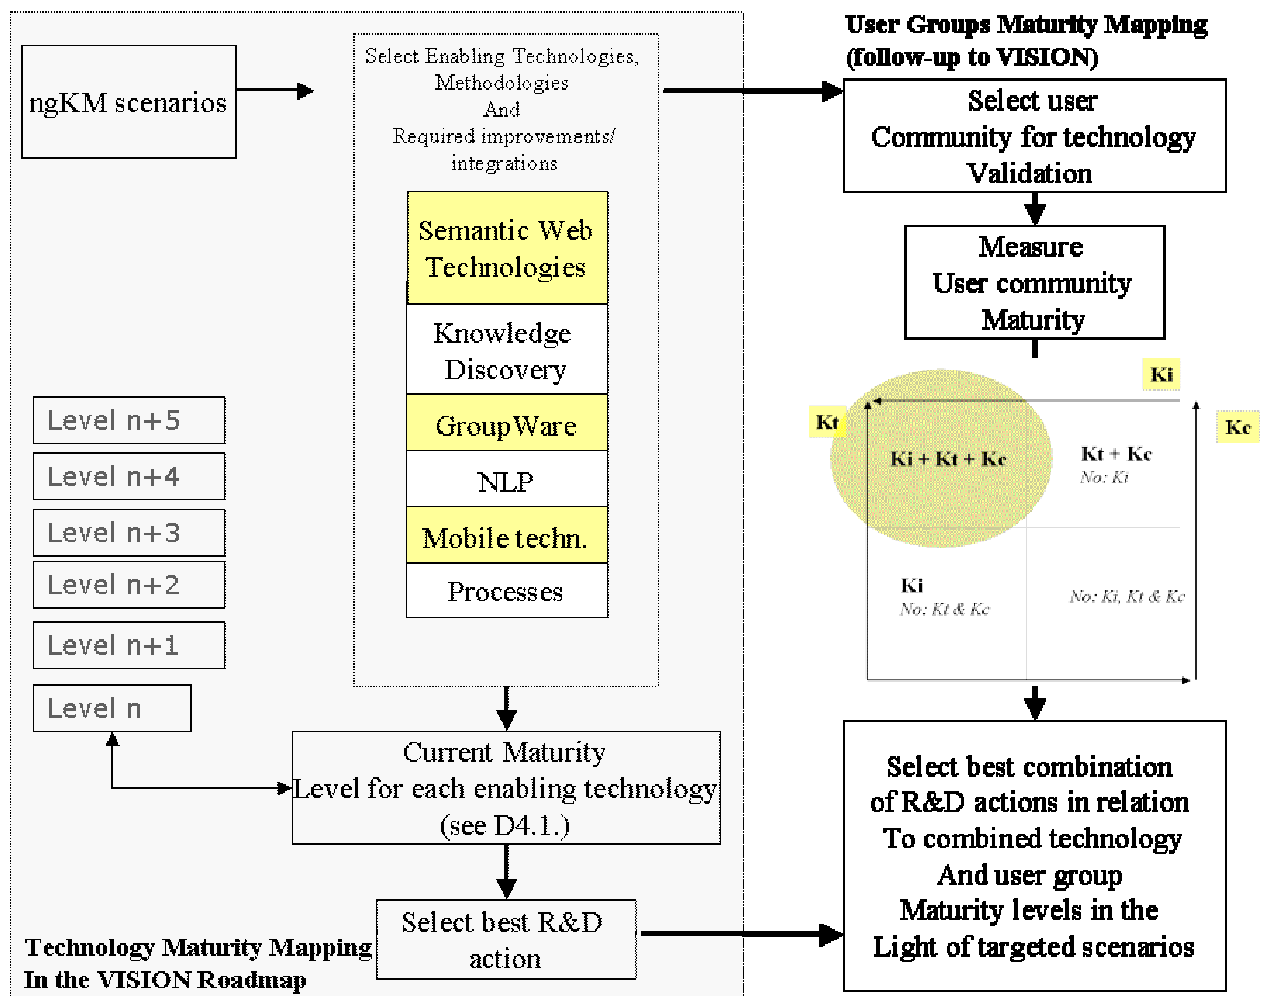 ngKM scenarios
Select Enabling Technologies,
Methodologies
And
Required improvements/
integrations
Semantic Web
Technologies
Knowledge
Discovery
GroupWare
NLP
Mobile techn.
Processes
Level n+5
Level n+4
Level n+3
Level n+2
Level n+1
Level n
Current Maturity
Level for each enabling technology
(see D4.1.)
Select best R&D
action
Technology Maturity Mapping
In the VISION Roadmap
User Groups Maturity Mapping
(follow-up to VISION)
Select user
Community for technology
Validation
Measure
User community
Maturity
Ki
Kt
Kc
Ki + Kt + Kc
Kt + Kc
No: Ki
Ki
No: Kt & Kc
No: Ki, Kt & Kc
Select best combination
of R&D actions in relation
To combined technology
And user group
Maturity levels in the
Light of targeted scenarios